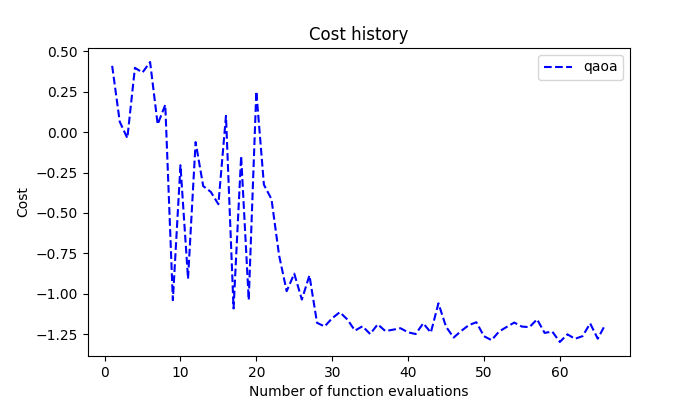 Cost history
qaoa
Cost
0.50
0.25
0.00
−0.25
−0.50
−0.75
−1.00
−1.25
0 10 20 30 40 50 60
Number of function evaluations